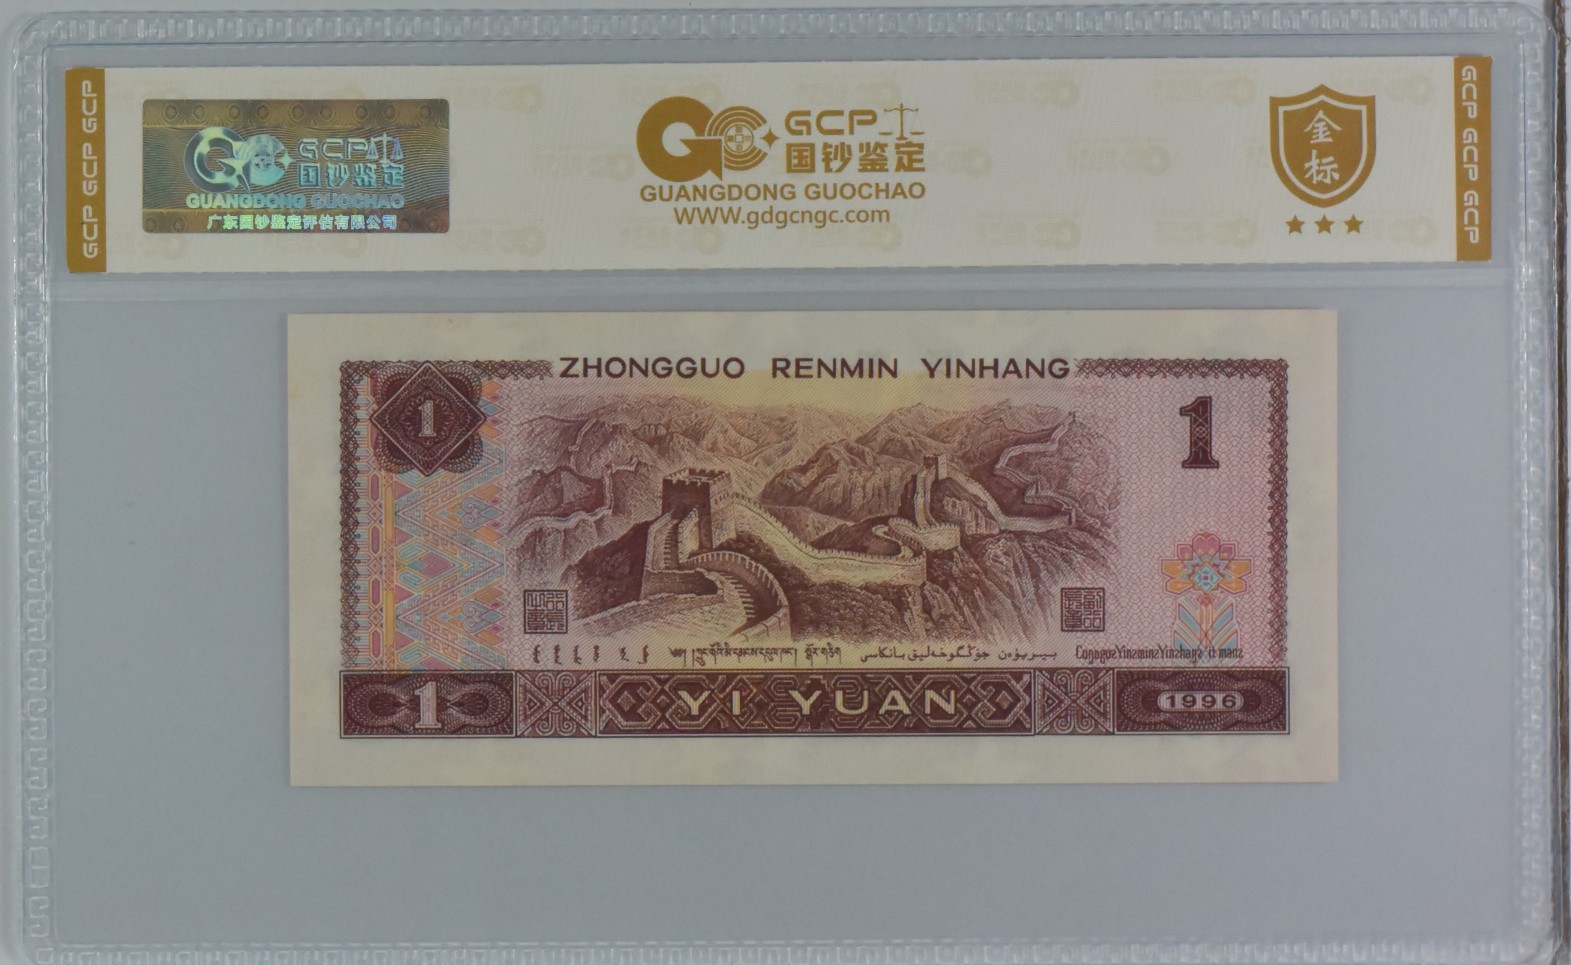 GCP GCP GCP
GCP
国钞鉴定
GUANGDONG GUOCHAO
广东国钞鉴定评估有限公司
GCP
国钞鉴定
GUANGDONG GUOCHAO
WWW.gdgcngc.com
金
标
GCP GCP GCP
ZHONGGUO RENMIN YINHANG
1
1
YI YUAN
1
1996